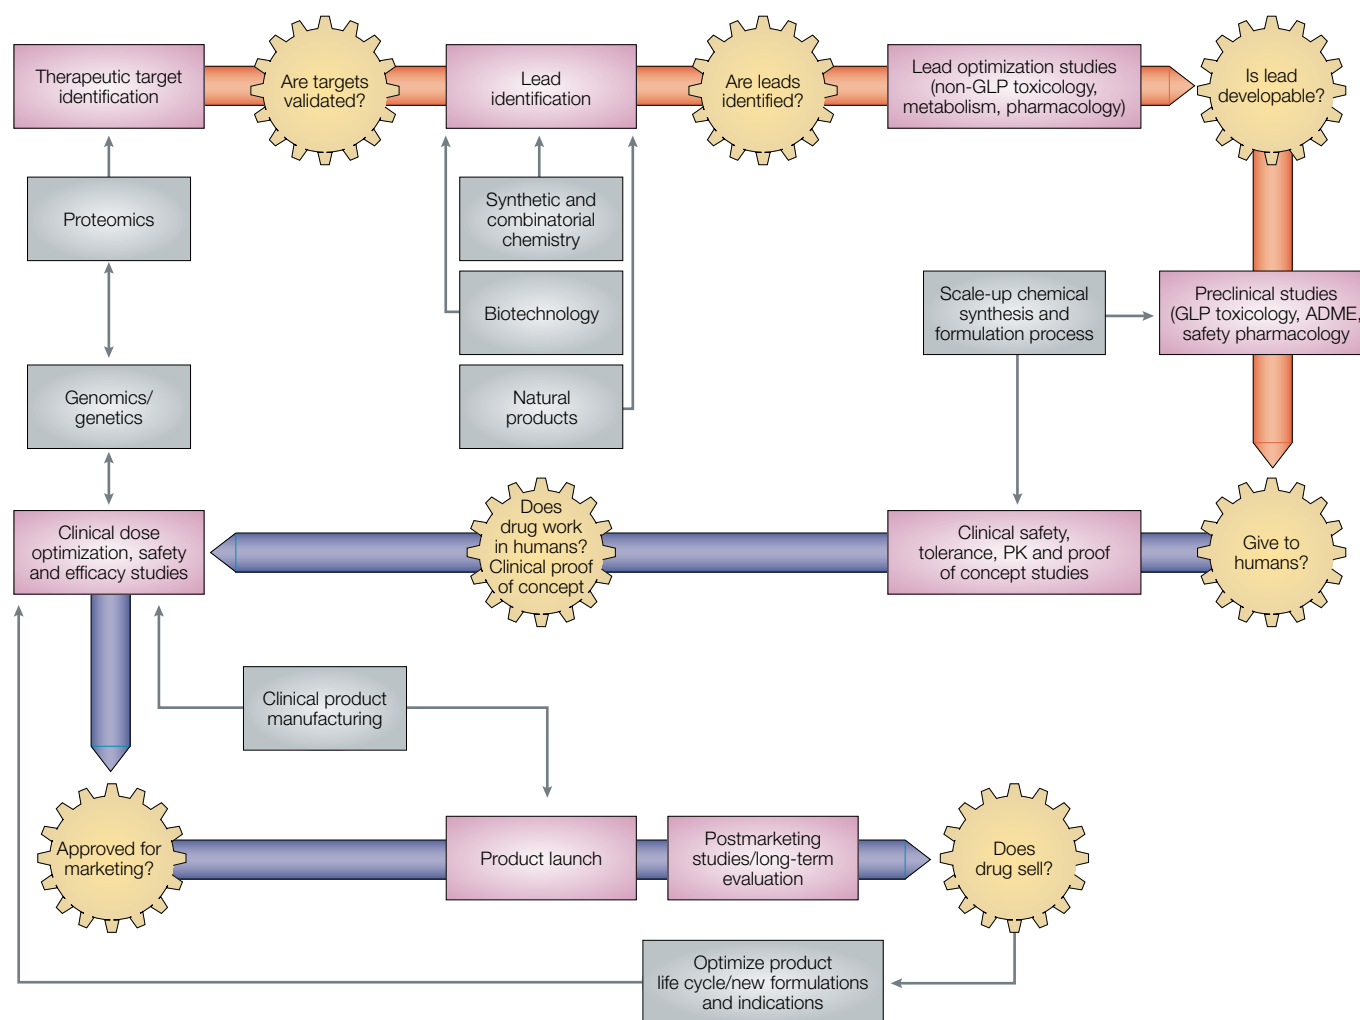 Therapeutic target
identification
Are targets
validated?
Lead
identification
Are leads
identified?
Lead optimization studies
(non-GLP toxicology,
metabolism, pharmacology)
Is lead
developable?
Proteomics
Synthetic and
combinatorial
chemistry
Biotechnology
Natural
products
Genomics/
genetics
Scale-up chemical
synthesis and
formulation process
Preclinical studies
(GLP toxicology, ADME,
safety pharmacology
Clinical dose
optimization, safety
and efficacy studies
Does
drug work
in humans?
Clinical proof
of concept
Clinical safety,
tolerance, PK and proof
of concept studies
Give to
humans?
Clinical product
manufacturing
Approved for
marketing?
Product launch
Postmarketing
studies/long-term
evaluation
Does
drug sell?
Optimize product
life cycle/new formulations
and indications